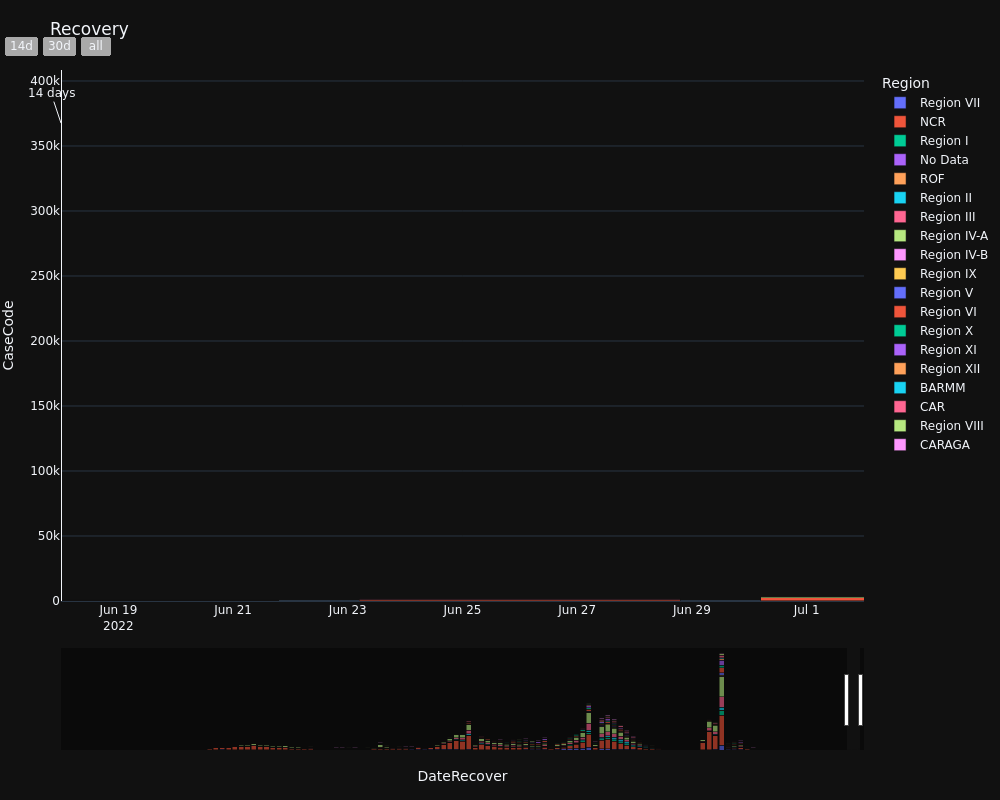 Recovery
14d 30d all
400k
14 days
350k
300k
250k
200k
150k
100k
50k
0
CaseCode
Jun 19 Jun 21 Jun 23 Jun 25 Jun 27 Jun 29 Jul 1
2022
DateRecover
Region
Region VII
NCR
Region I
No Data
ROF
Region II
Region III
Region IV-A
Region IV-B
Region IX
Region V
Region VI
Region X
Region XI
Region XII
BARMM
CAR
Region VIII
CARAGA